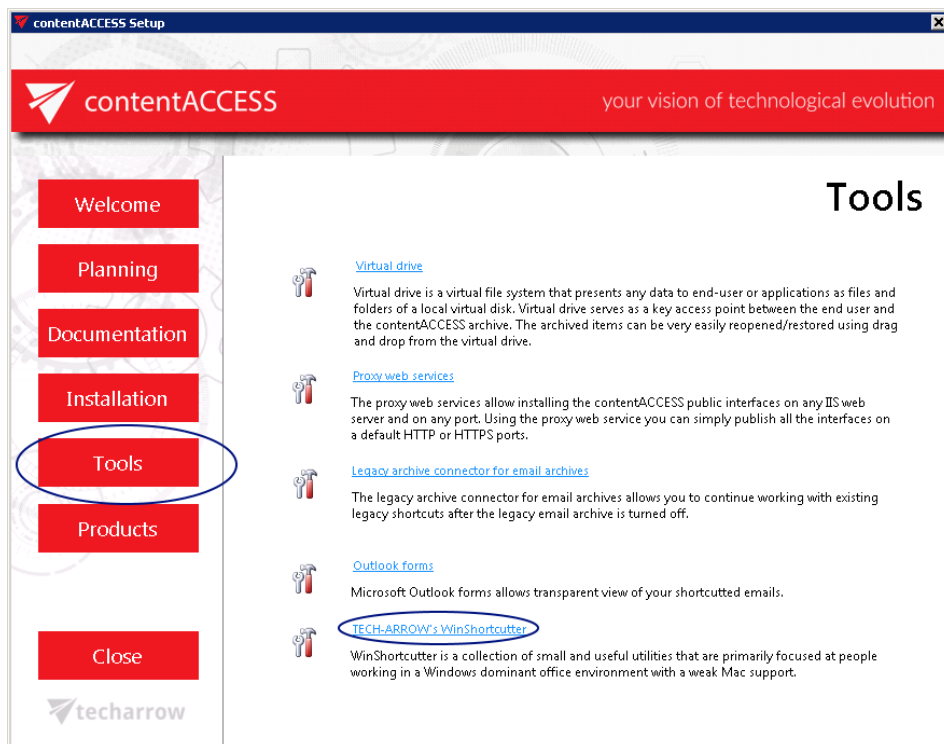 contentACCESS Setup
contentACCESS
your vision of technological evolution
Welcome
Planning
Documentation
Installation
Tools
Products
Close
techarrow
Tools
Virtual drive
Virtual drive is a virtual file system that presents any data to end-user or applications as files and
folders of a local virtual disk. Virtual drive serves as a key access point between the end user and
the contentACCESS archive. The archived items can be very easily reopened/restored using drag
and drop from the virtual drive.
Proxy web services
The proxy web services allow installing the contentACCESS public interfaces on any IIS web
server and on any port. Using the proxy web service you can simply publish all the interfaces on
a default HTTP or HTTPS ports.
Legacy archive connector for email archives
The legacy archive connector for email archives allows you to continue working with existing
legacy shortcuts after the legacy email archive is turned off.
Outlook forms
Microsoft Outlook forms allows transparent view of your shortcutted emails.
TECH-ARROW's WinShortcutter
WinShortcutter is a collection of small and useful utilities that are primarily focused at people
working in a Windows dominant office environment with a weak Mac support.